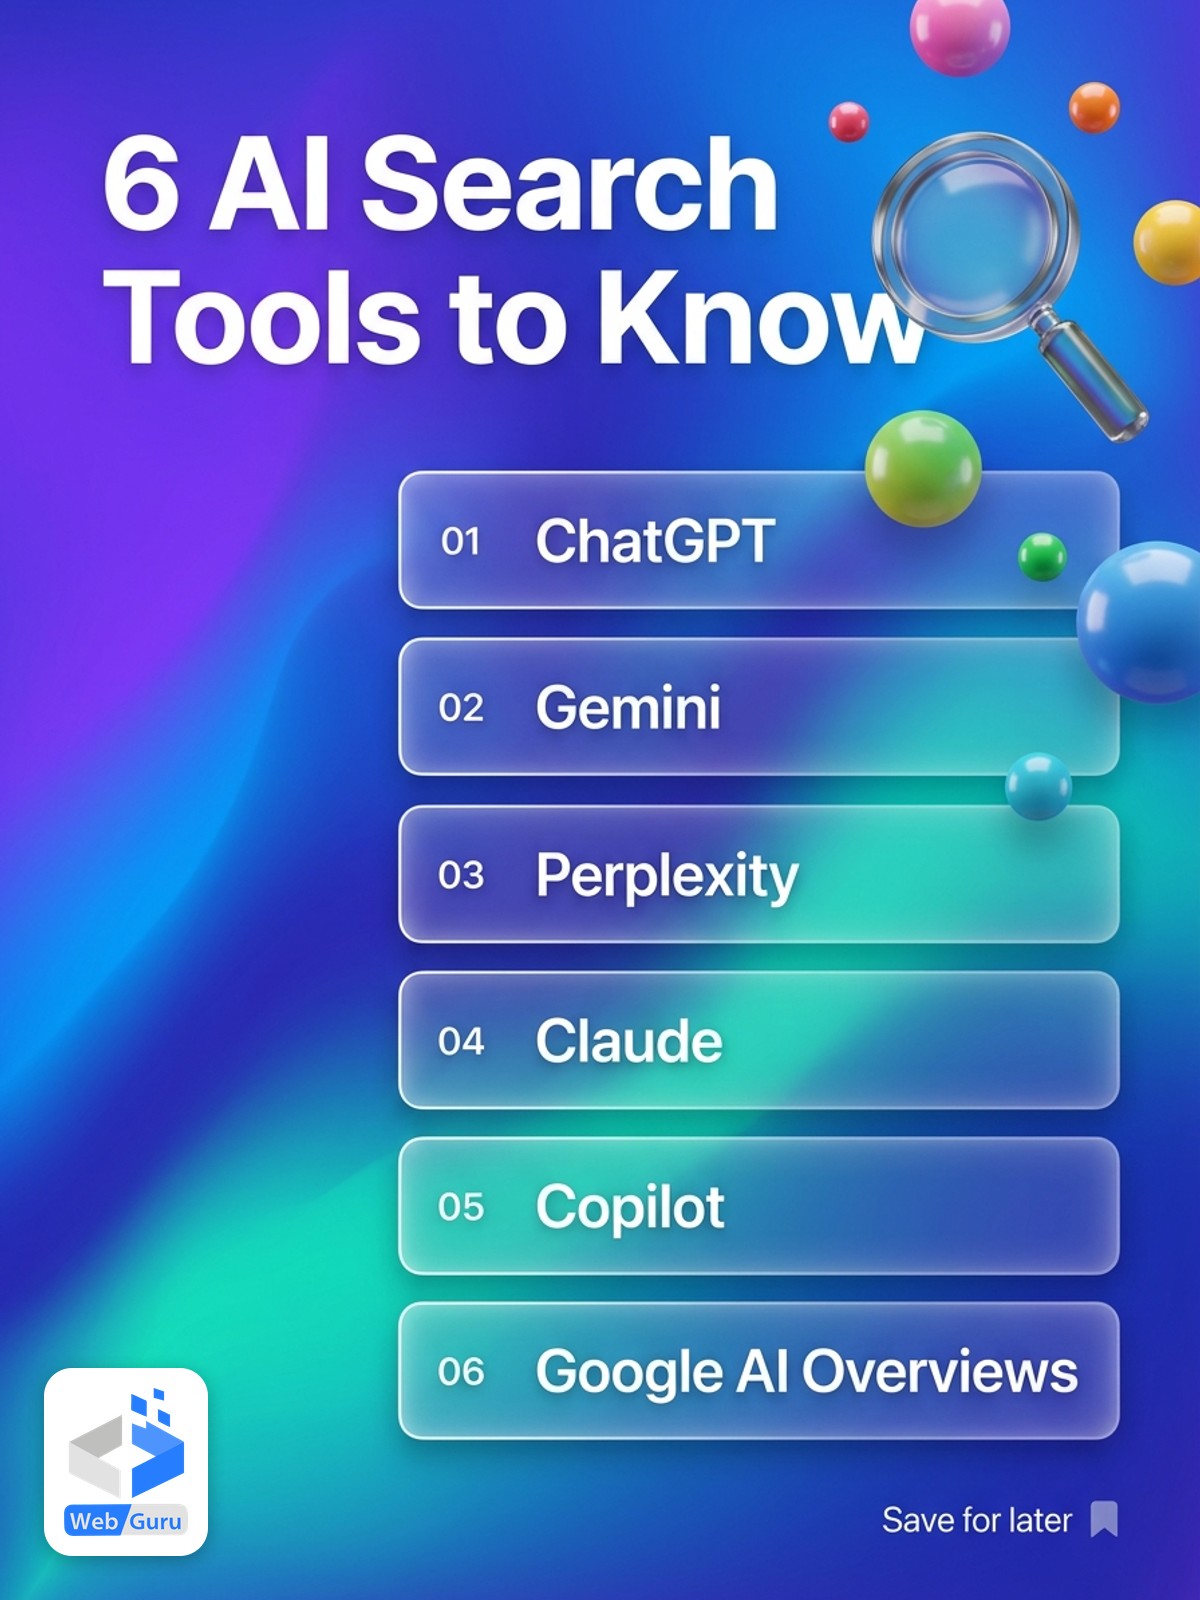 6 AI Search
Tools to Know
01 ChatGPT
02 Gemini
03 Perplexity
04 Claude
05 Copilot
06 Google AI Overviews
Save for later
Web/Guru